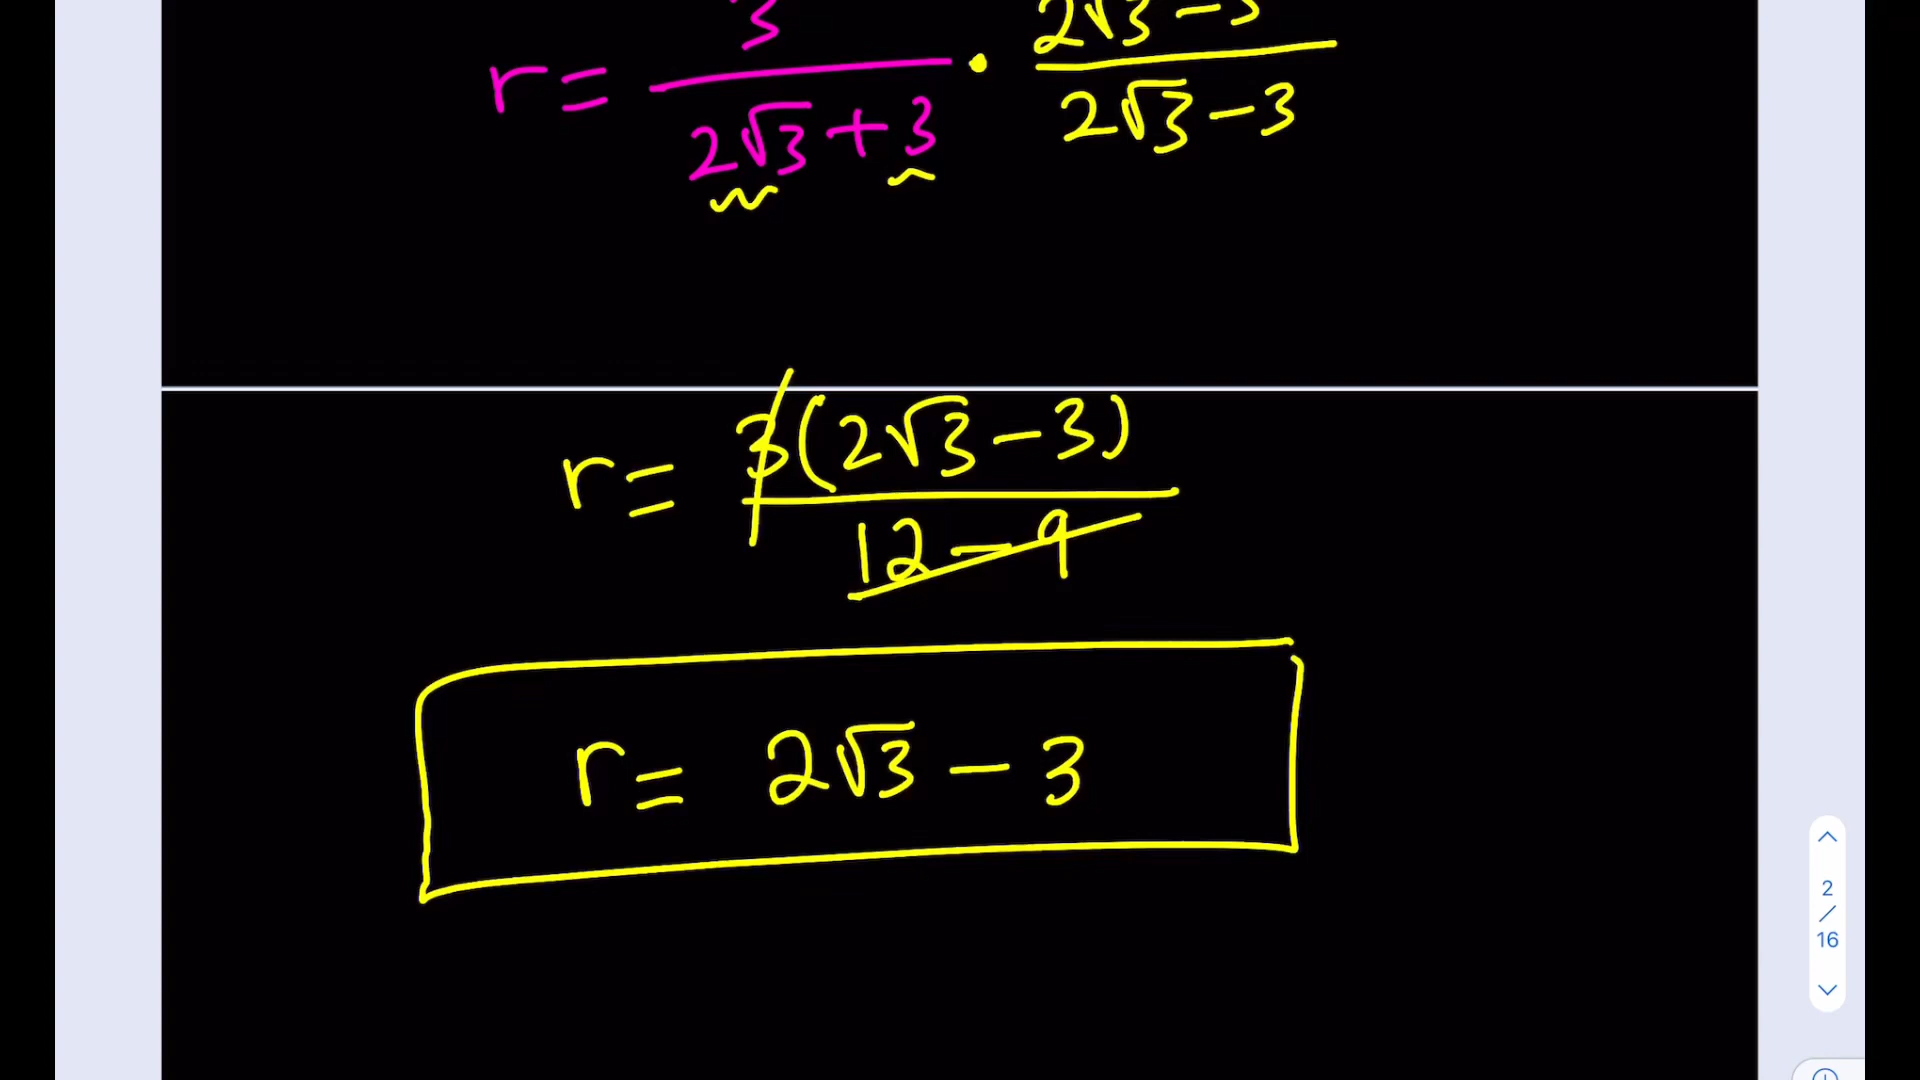 r = 3 / (2√3 + 3) · (2√3 − 3) / (2√3 − 3)
r = 3(2√3 − 3) / (12 − 9)
r = 2√3 − 3
2
/
16